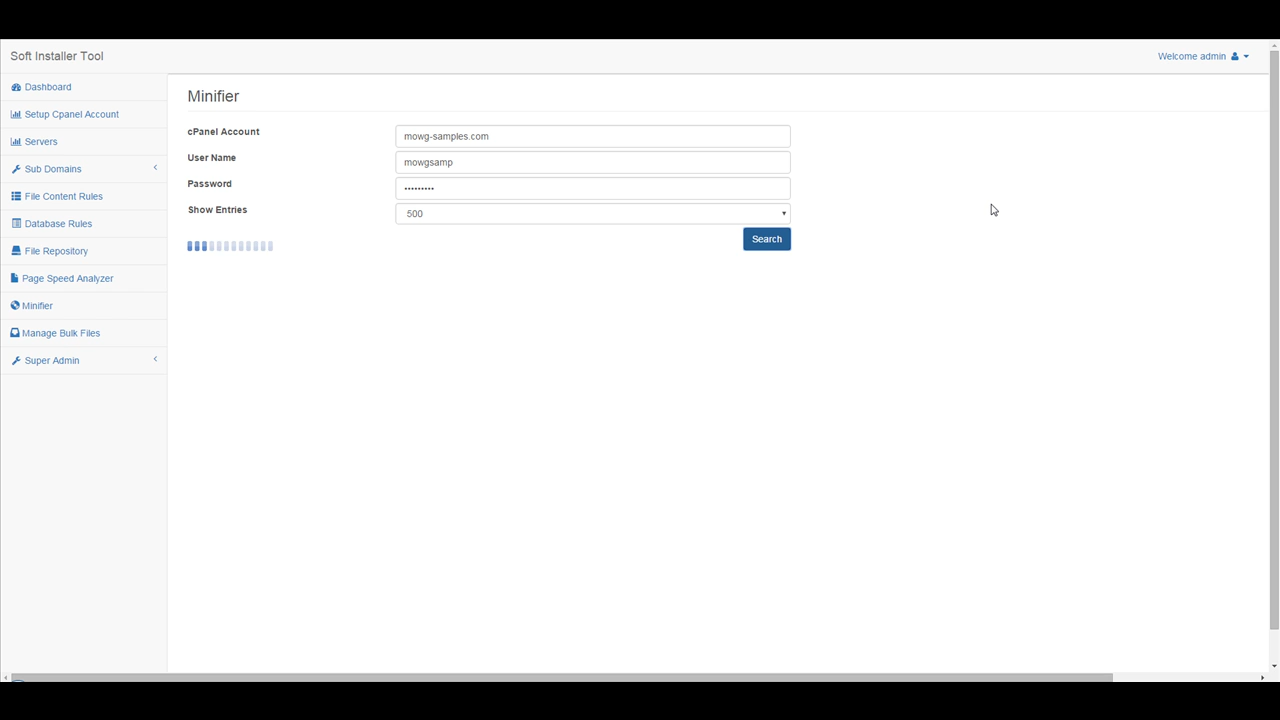 Soft Installer Tool
Welcome admin
Dashboard
Setup Cpanel Account
Servers
Sub Domains
File Content Rules
Database Rules
File Repository
Page Speed Analyzer
Minifier
Manage Bulk Files
Super Admin
Minifier
cPanel Account
mowg-samples.com
User Name
mowgsamp
Password
•••••••••
Show Entries
500
Search